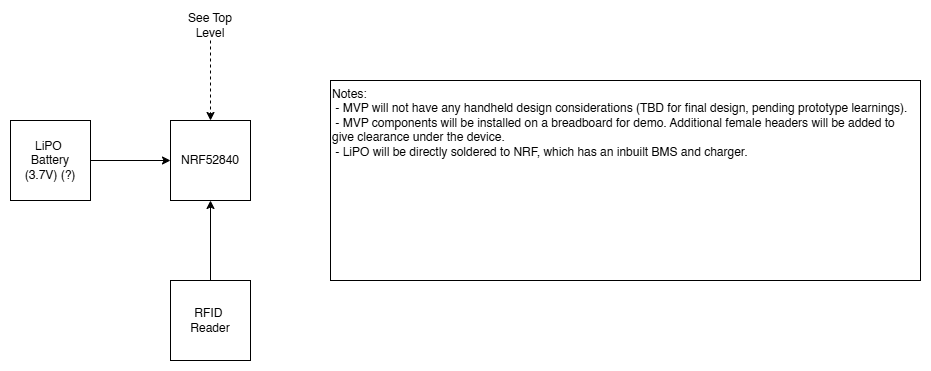 See Top
Level
LiPO
Battery
(3.7V) (?)
NRF52840
RFID
Reader
Notes:
- MVP will not have any handheld design considerations (TBD for final design, pending prototype learnings).
- MVP components will be installed on a breadboard for demo. Additional female headers will be added to
give clearance under the device.
- LiPO will be directly soldered to NRF, which has an inbuilt BMS and charger.